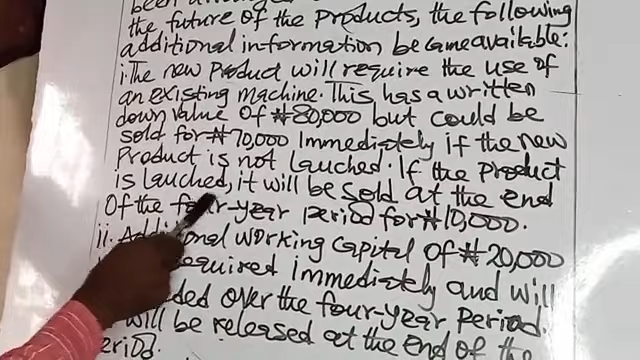 the future of the Products, the following
additional information became available:
i. The new Product will require the use of
an existing machine. This has a written
down value of ₦80,000 but could be
sold for ₦70,000 Immediately if the new
Product is not lauched. If the Product
is lauched, it will be sold at the end
Of the four-year period for ₦10,000.
ii. Additional working capital Of ₦20,000
required immediately and will
over the four-year Period.
will be released at the end of the